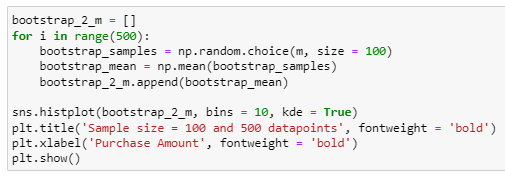 bootstrap_2_m = []
for i in range(500):
    bootstrap_samples = np.random.choice(m, size = 100)
    bootstrap_mean = np.mean(bootstrap_samples)
    bootstrap_2_m.append(bootstrap_mean)

sns.histplot(bootstrap_2_m, bins = 10, kde = True)
plt.title('Sample size = 100 and 500 datapoints', fontweight = 'bold')
plt.xlabel('Purchase Amount', fontweight = 'bold')
plt.show()